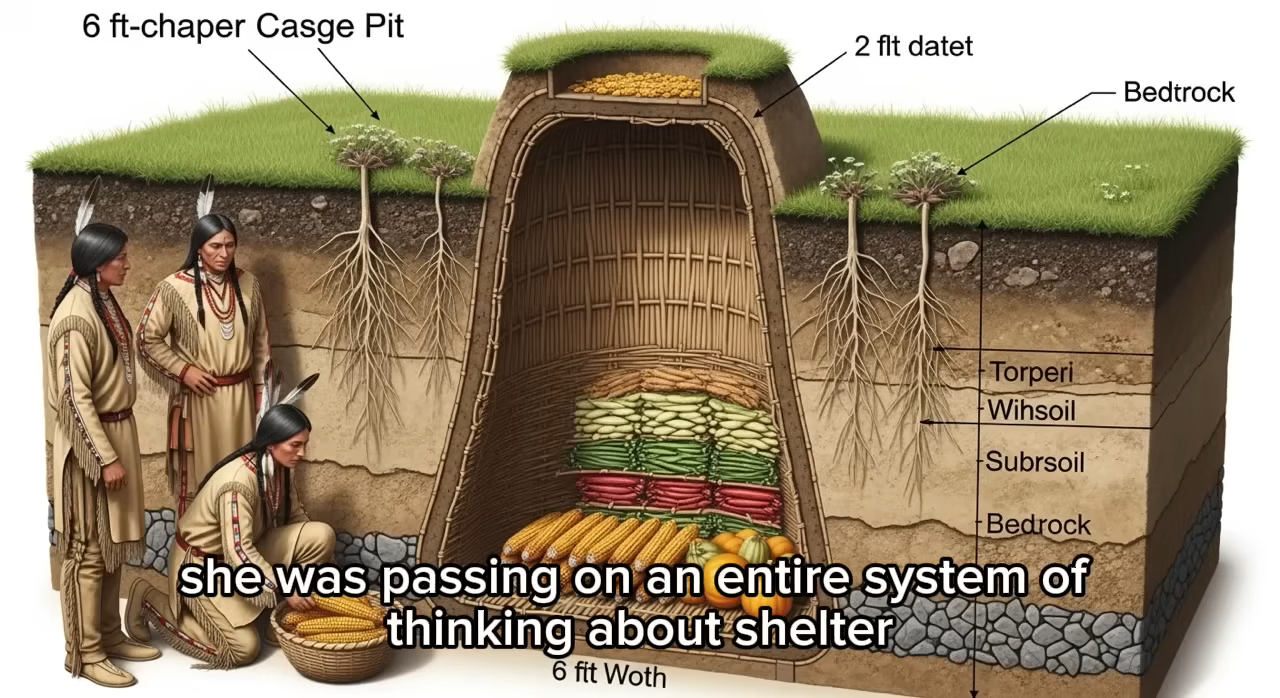 6 ft-chaper Casge Pit
2 flt datet
Bedtrock
Torperi
Wihsoil
Subrsoil
Bedrock
she was passing on an entire system of
thinking about shelter
6 fit Woth